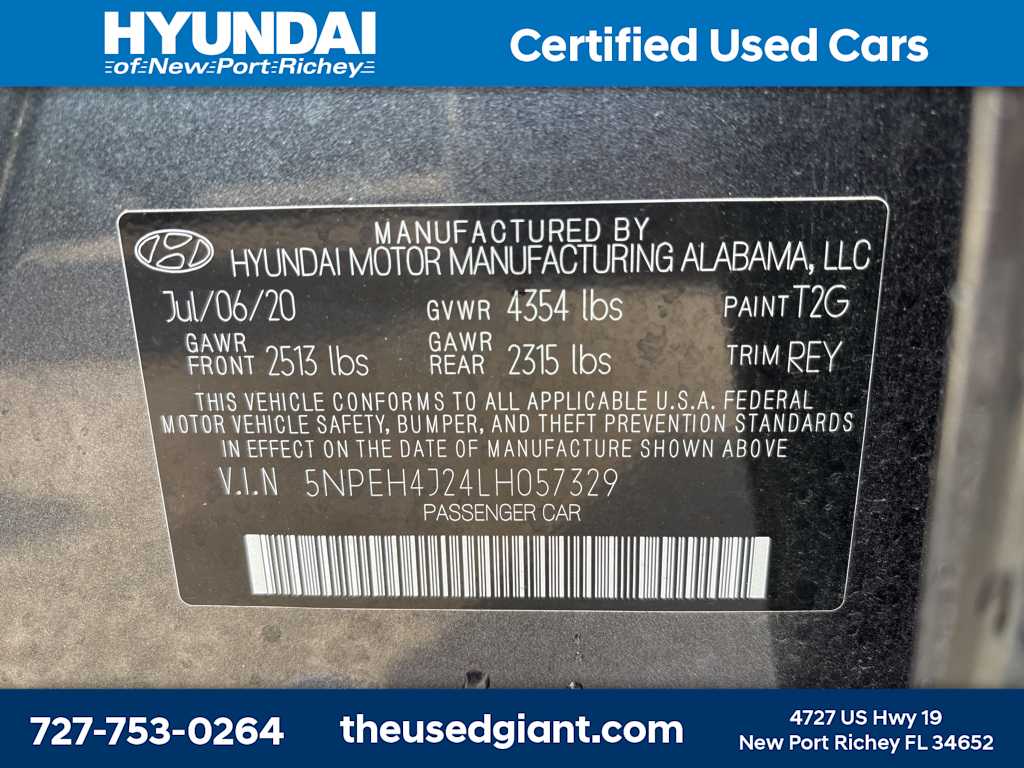 HYUNDAI
of New Port Richey
Certified Used Cars
MANUFACTURED BY
HYUNDAI MOTOR MANUFACTURING ALABAMA, LLC
Jul/06/20 GVWR 4354 lbs PAINT T2G
GAWR FRONT 2513 lbs GAWR REAR 2315 lbs TRIM REY
THIS VEHICLE CONFORMS TO ALL APPLICABLE U.S.A. FEDERAL
MOTOR VEHICLE SAFETY, BUMPER, AND THEFT PREVENTION STANDARDS
IN EFFECT ON THE DATE OF MANUFACTURE SHOWN ABOVE
V.I.N 5NPEH4J24LH057329
PASSENGER CAR
727-753-0264
theusedgiant.com
4727 US Hwy 19
New Port Richey FL 34652